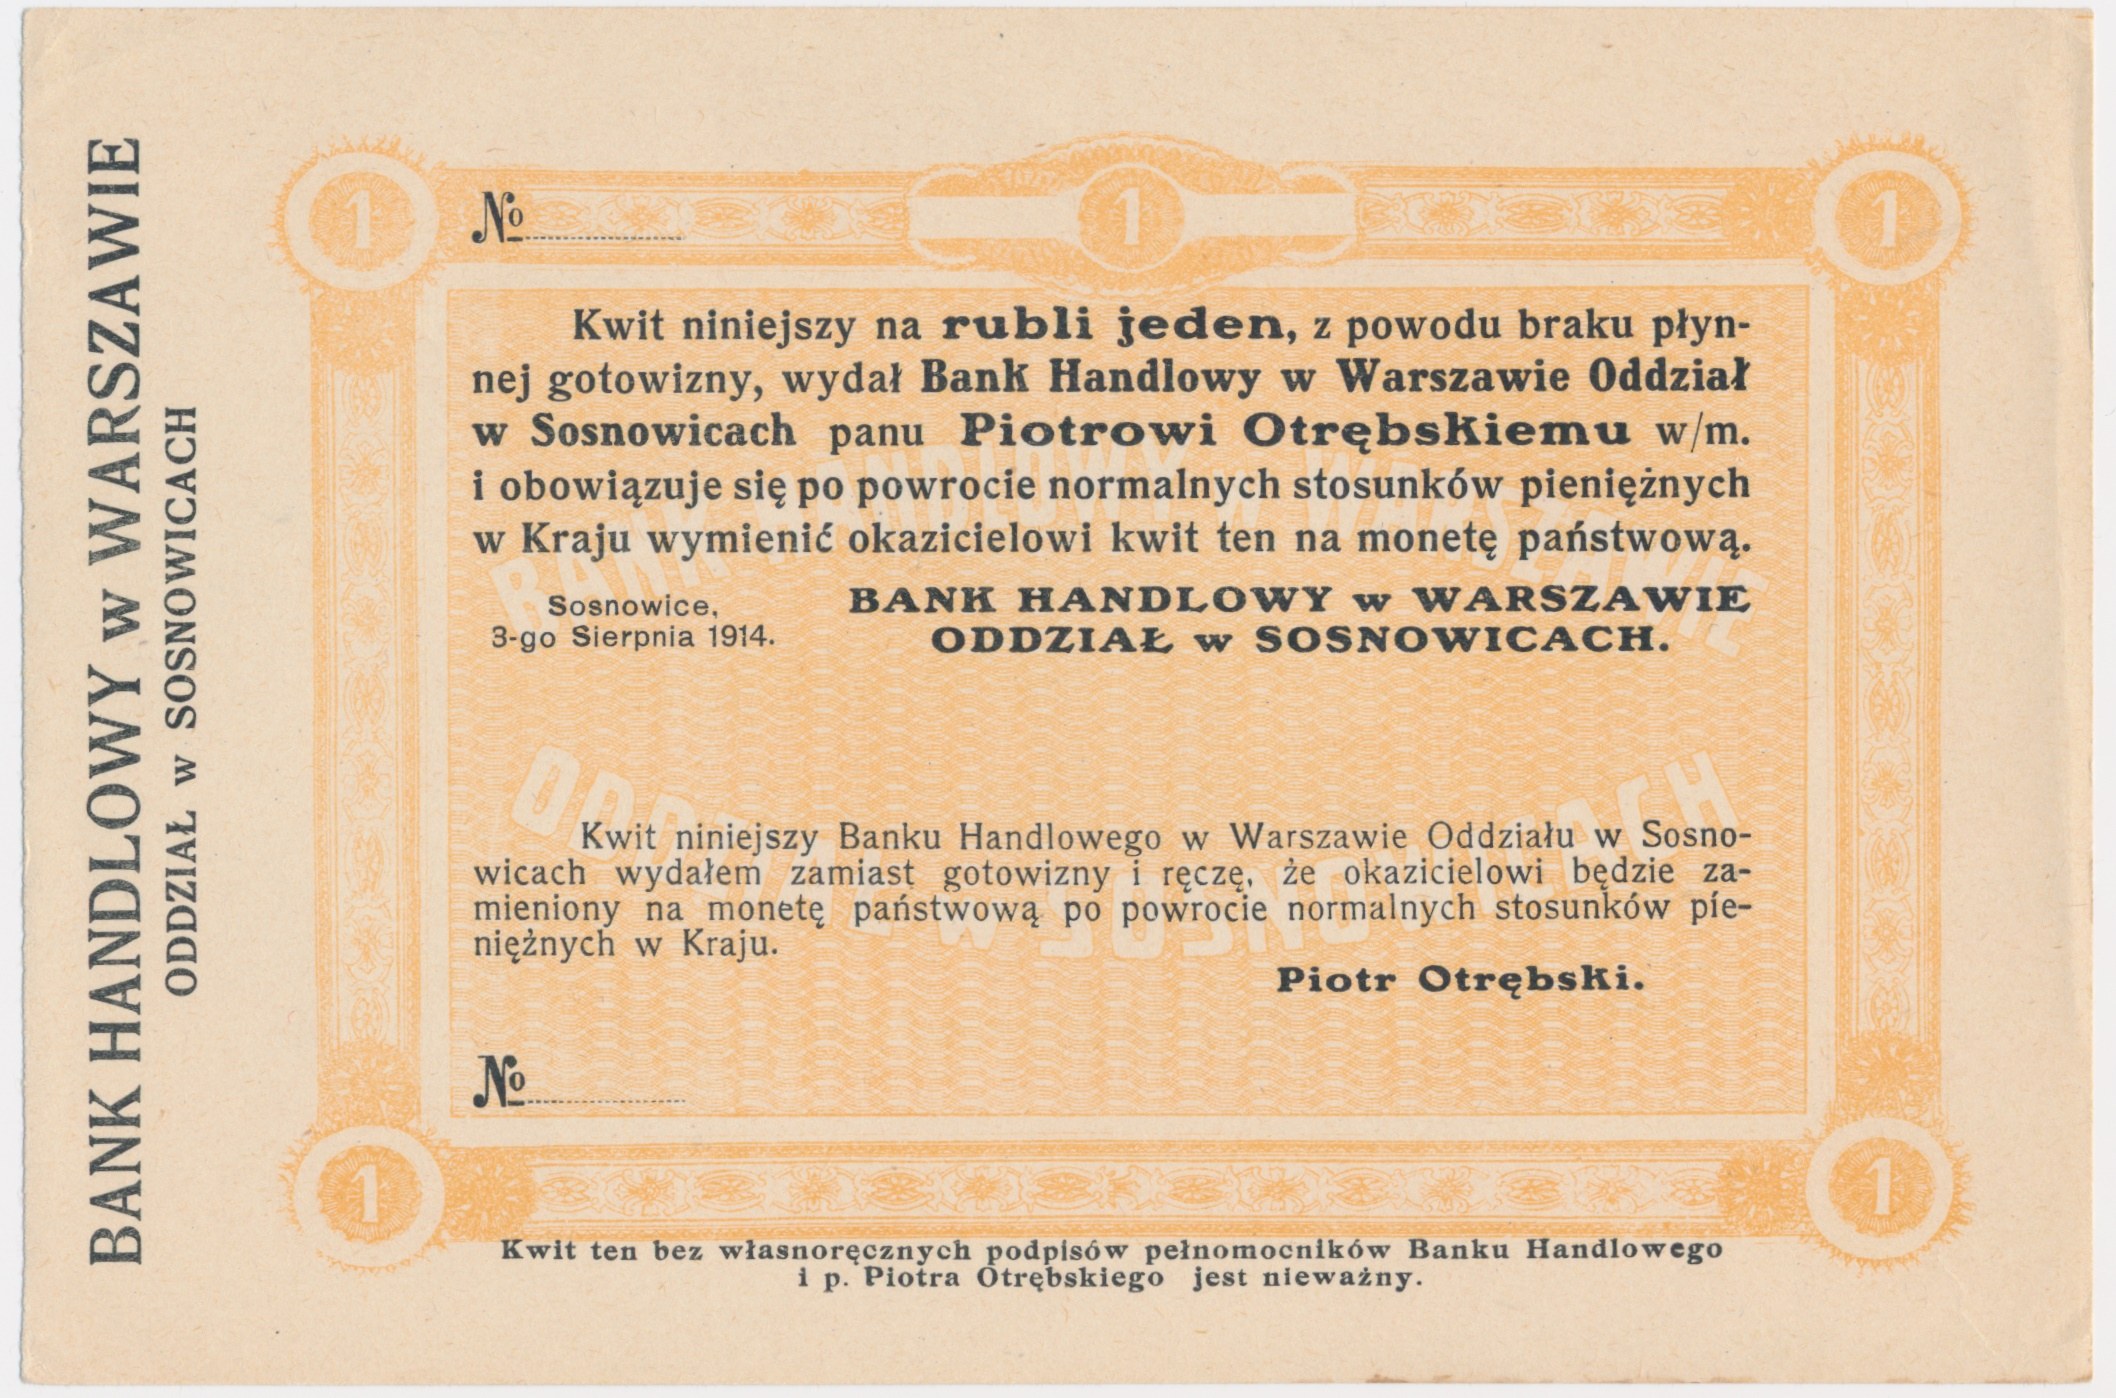 BANK HANDLOWY w WARSZAWIE
ODDZIAŁ w SOSNOWICACH
1
1
1
No
Kwit niniejszy na rubli jeden, z powodu braku płyn-
nej gotowizny, wydał Bank Handlowy w Warszawie Oddział
w Sosnowicach panu Piotrowi Otrębskiemu w/m.
i obowiązuje się po powrocie normalnych stosunków pieniężnych
w Kraju wymienić okazicielowi kwit ten na monetę państwową.
BANK HANDLOWY w WARSZAWIE
Sosnowice,
3-go Sierpnia 1914.
BANK HANDLOWY w WARSZAWIE
ODDZIAŁ w SOSNOWICACH.
ODDZIAŁ w SOSNOWICACH
Kwit niniejszy Banku Handlowego w Warszawie Oddziału w Sosno-
wicach wydałem zamiast gotowizny i ręczę, że okazicielowi będzie za-
mieniony na monetę państwową po powrocie normalnych stosunków pie-
niężnych w Kraju.
Piotr Otrębski.
No
1
1
Kwit ten bez własnoręcznych podpisów pełnomocników Banku Handlowego
i p. Piotra Otrębskiego jest nieważny.